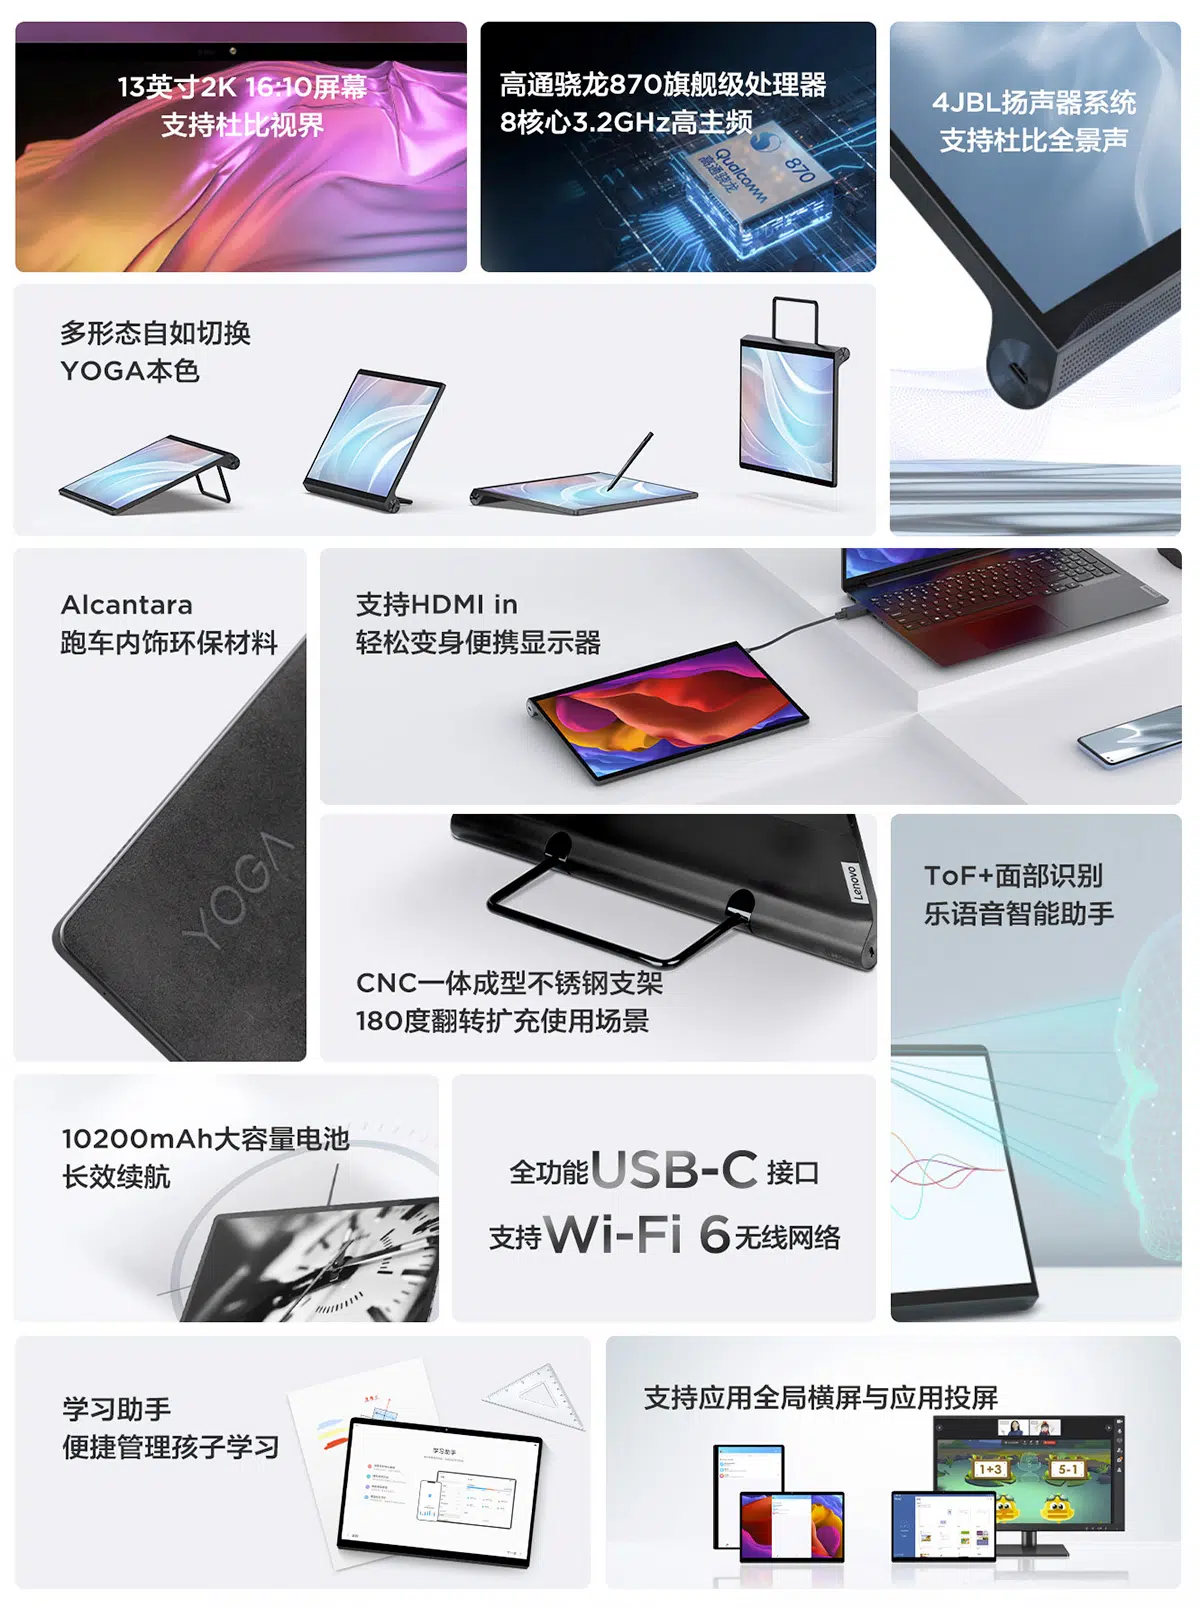 13英寸2K 16:10屏幕
支持杜比视界
高通骁龙870旗舰级处理器
8核心3.2GHz高主频
870
Qualcomm
高通骁龙
4JBL扬声器系统
支持杜比全景声
多形态自如切换
YOGA本色
Alcantara
跑车内饰环保材料
YOGA
支持HDMI in
轻松变身便携显示器
Lenovo
CNC一体成型不锈钢支架
180度翻转扩充使用场景
ToF+面部识别
乐语音智能助手
10200mAh大容量电池
长效续航
全功能USB-C 接口
支持Wi-Fi 6无线网络
学习助手
便捷管理孩子学习
学习助手
支持应用全局横屏与应用投屏
1+3
5-1